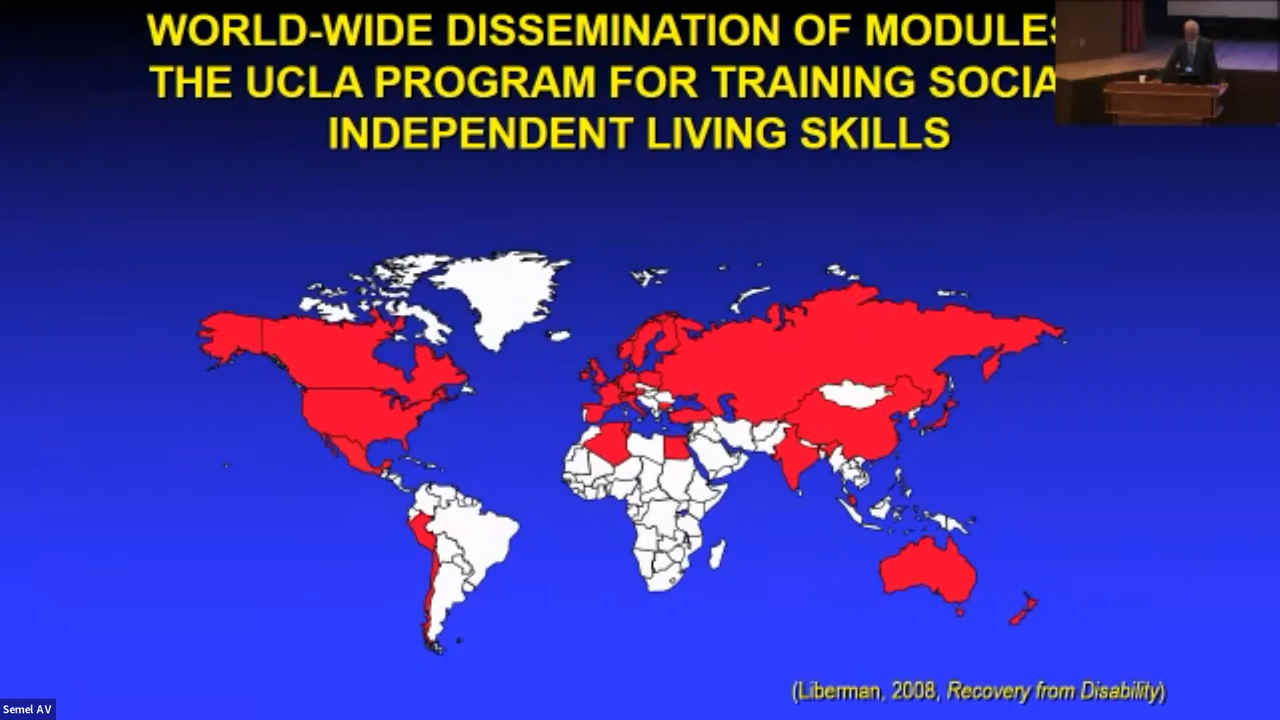 WORLD-WIDE DISSEMINATION OF MODULES
THE UCLA PROGRAM FOR TRAINING SOCIA
INDEPENDENT LIVING SKILLS
(Liberman, 2008, Recovery from Disability)
Semel AV